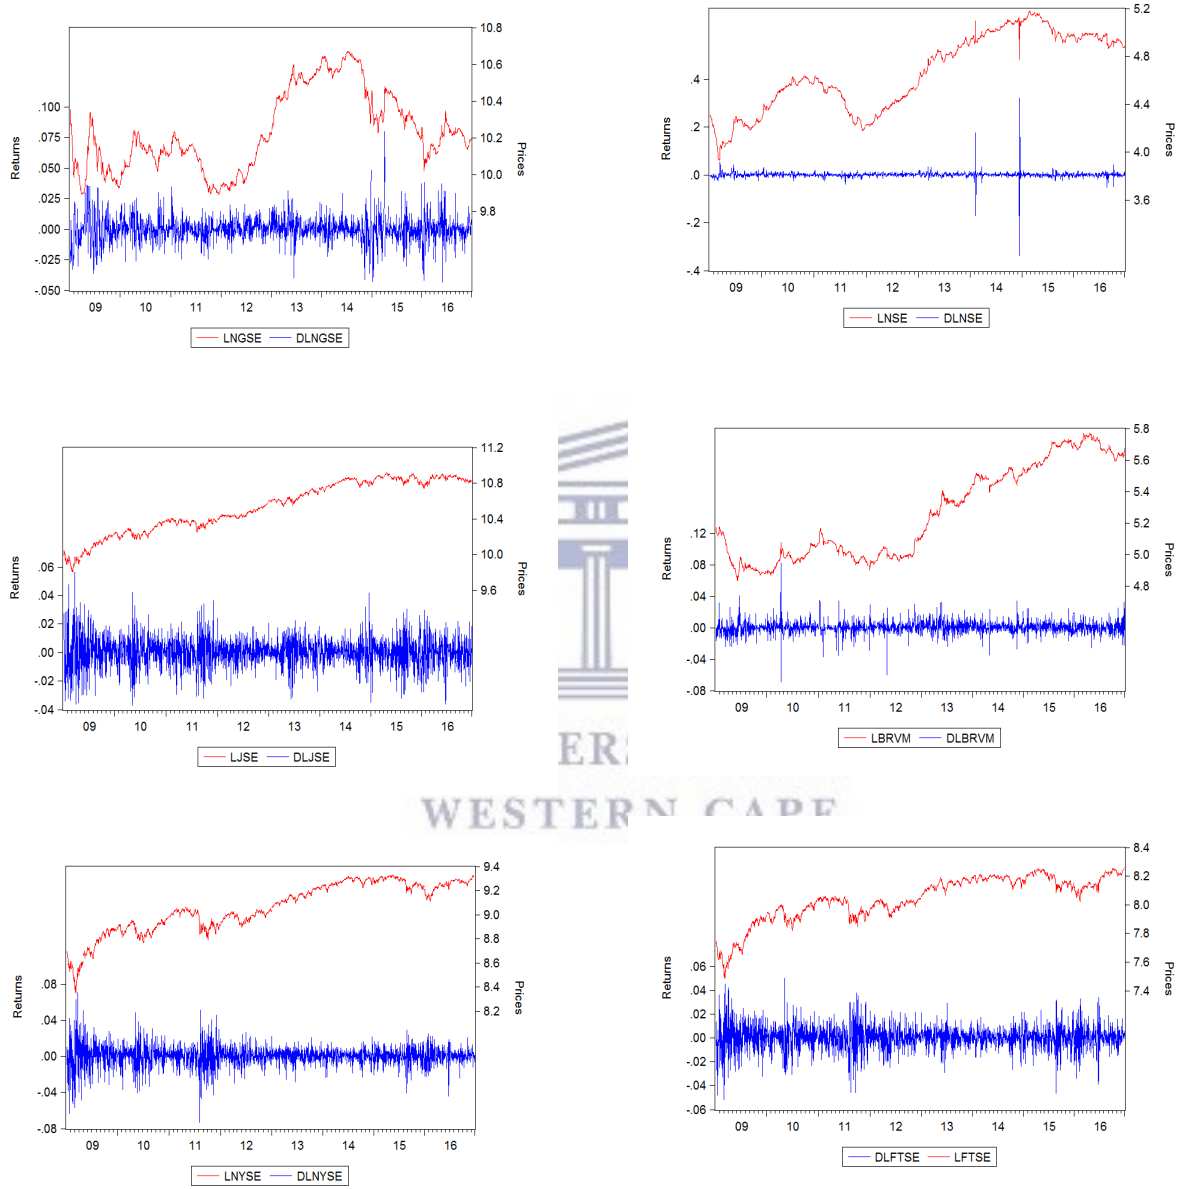 10.8
10.6
10.4
10.2
10.0
9.8
.100
.075
.050
.025
.000
-.025
-.050
Returns
Prices
09 10 11 12 13 14 15 16
LNGSE DLNGSE
5.2
4.8
4.4
4.0
3.6
.4
.2
.0
-.2
-.4
Returns
Prices
09 10 11 12 13 14 15 16
LNSE DLNSE
11.2
10.8
10.4
10.0
9.6
.06
.04
.02
.00
-.02
-.04
Returns
Prices
09 10 11 12 13 14 15 16
LJSE DLJSE
5.8
5.6
5.4
5.2
5.0
4.8
.12
.08
.04
.00
-.04
-.08
Returns
Prices
09 10 11 12 13 14 15 16
LBRVM DLBRVM
WESTERN CAPE
9.4
9.2
9.0
8.8
8.6
8.4
8.2
.08
.04
.00
-.04
-.08
Returns
Prices
09 10 11 12 13 14 15 16
LNYSE DLNYSE
8.4
8.2
8.0
7.8
7.6
7.4
.06
.04
.02
.00
-.02
-.04
-.06
Returns
Prices
09 10 11 12 13 14 15 16
DLFTSE LFTSE